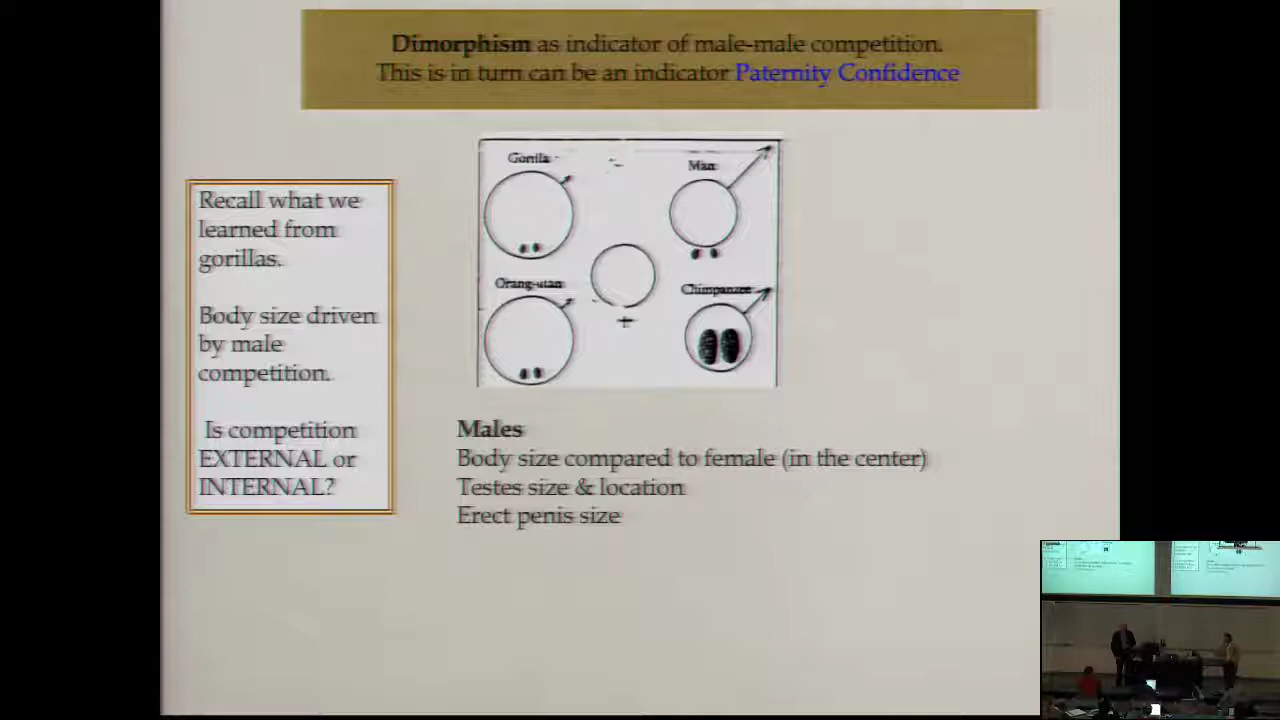 Dimorphism as indicator of male-male competition.
This is in turn can be an indicator Paternity Confidence
Recall what we
learned from
gorillas.
Body size driven
by male
competition.
Is competition
EXTERNAL or
INTERNAL?
Gorilla
Man
Orang-utan
Chimpanzee
Males
Body size compared to female (in the center)
Testes size & location
Erect penis size